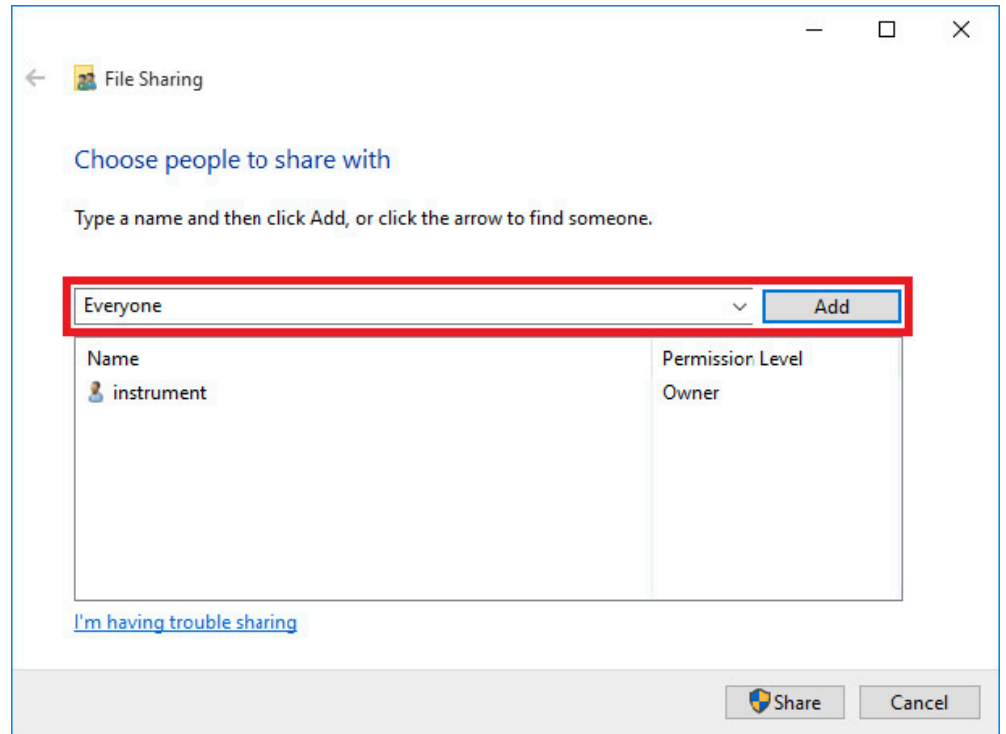 File Sharing
Choose people to share with
Type a name and then click Add, or click the arrow to find someone.
Everyone Add
Name Permission Level
instrument Owner
I'm having trouble sharing
Share Cancel